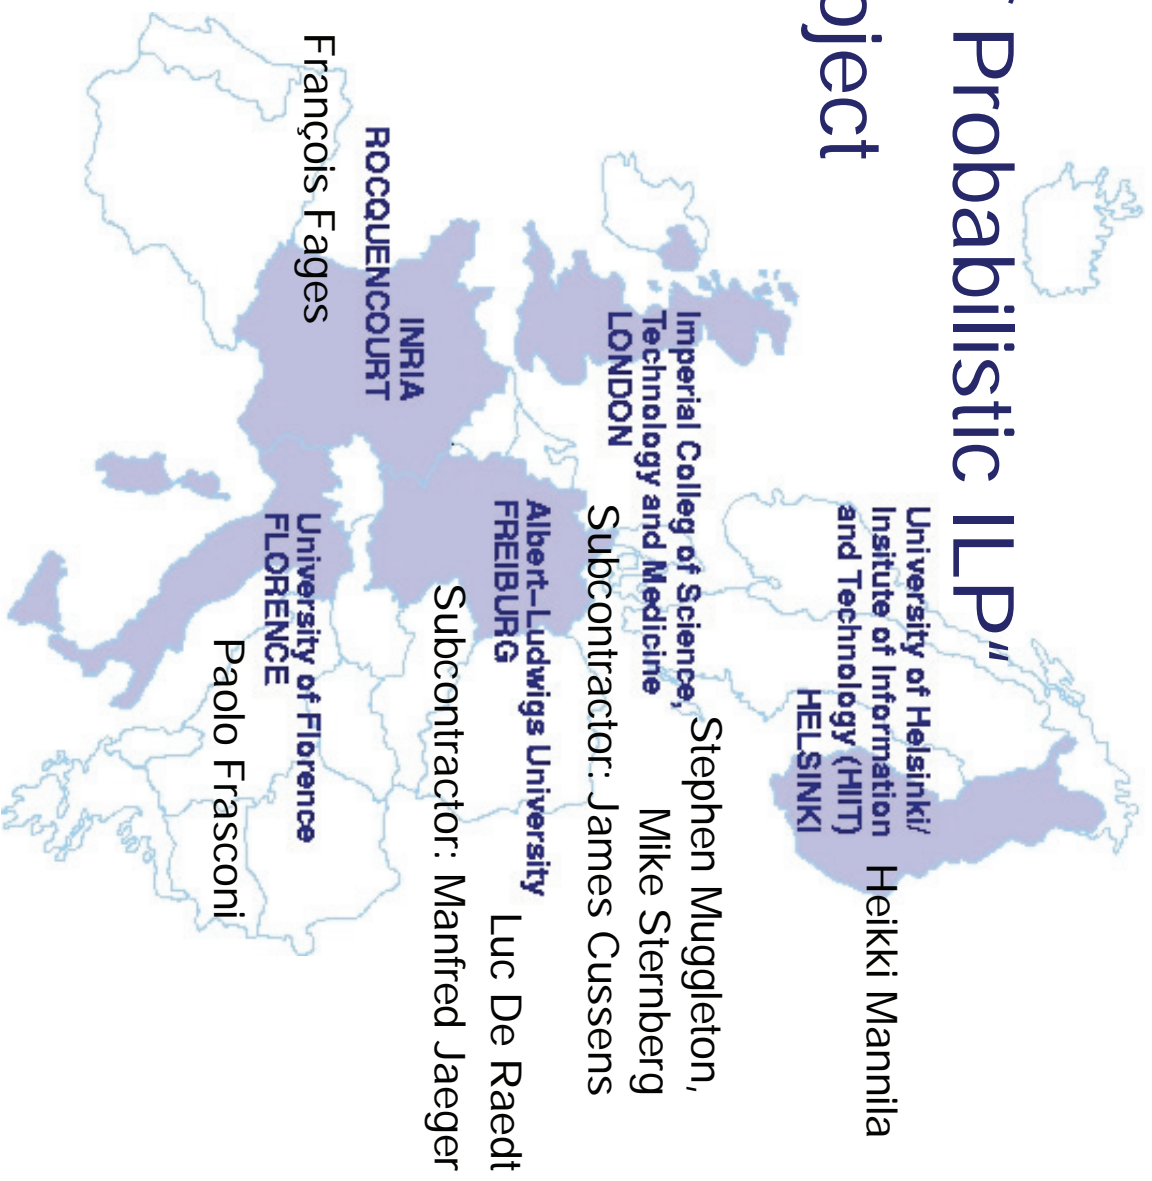 Probabilistic ILP“
oject
University of Helsinki/
Insitute of Information
and Technology (HIIT)
HELSINKI
Heikki Mannila
Imperial Colleg of Science,
Technology and Medicine
LONDON
Stephen Muggleton,
Mike Sternberg
Subcontractor: James Cussens
Albert-Ludwigs University
FREIBURG
Luc De Raedt
Subcontractor: Manfred Jaeger
INRIA
ROCQUENCOURT
François Fages
University of Florence
FLORENCE
Paolo Frasconi